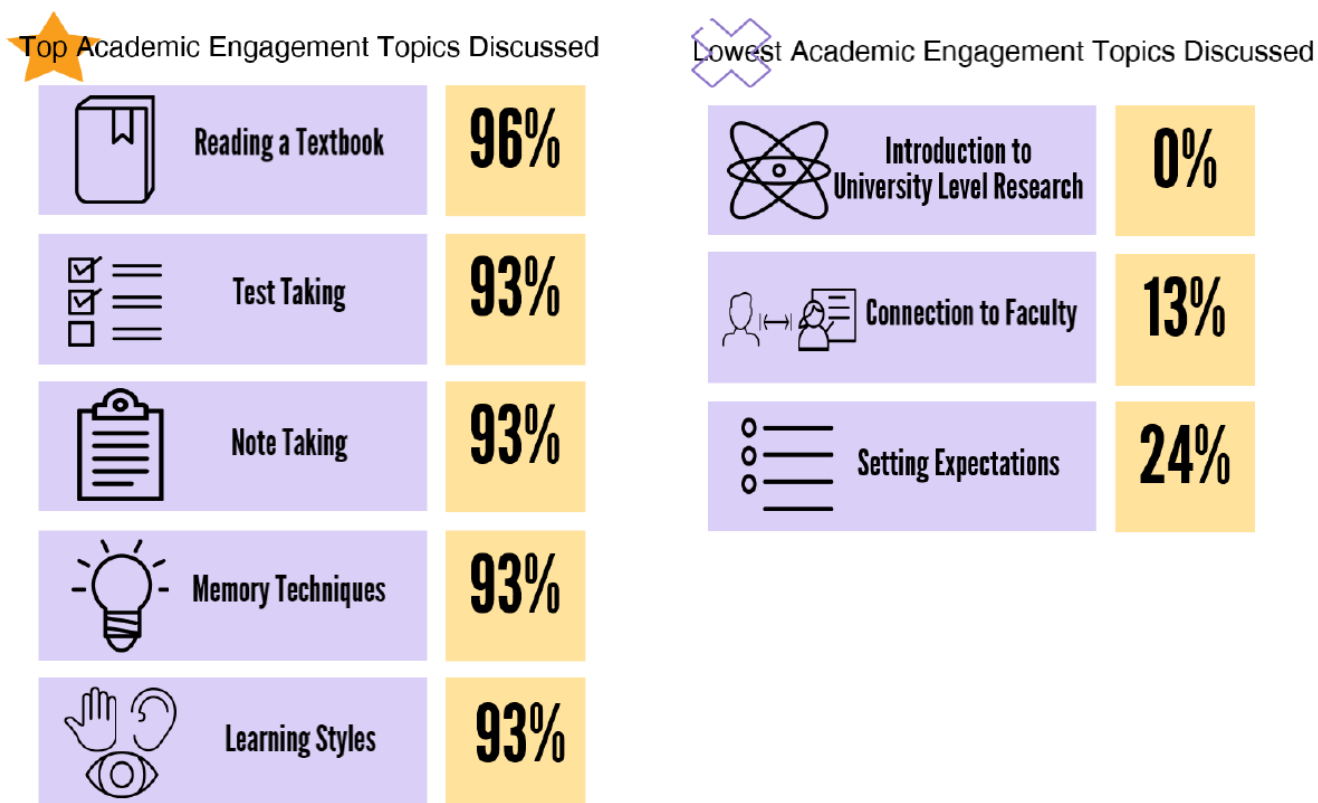 Top Academic Engagement Topics Discussed
Reading a Textbook
96%
Test Taking
93%
Note Taking
93%
Memory Techniques
93%
Learning Styles
93%
Lowest Academic Engagement Topics Discussed
Introduction to
University Level Research
0%
Connection to Faculty
13%
Setting Expectations
24%